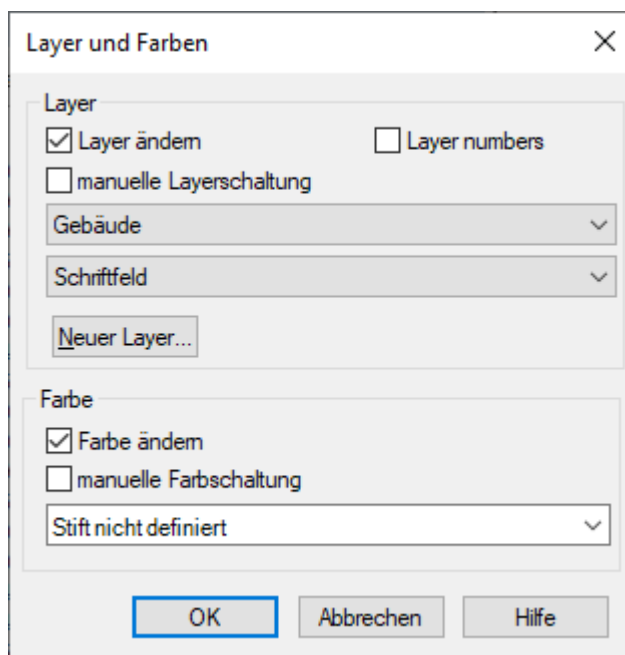 Layer und Farben
Layer
Layer ändern
Layer numbers
manuelle Layerschaltung
Gebäude
Schriftfeld
Neuer Layer...
Farbe
Farbe ändern
manuelle Farbschaltung
Stift nicht definiert
OK
Abbrechen
Hilfe